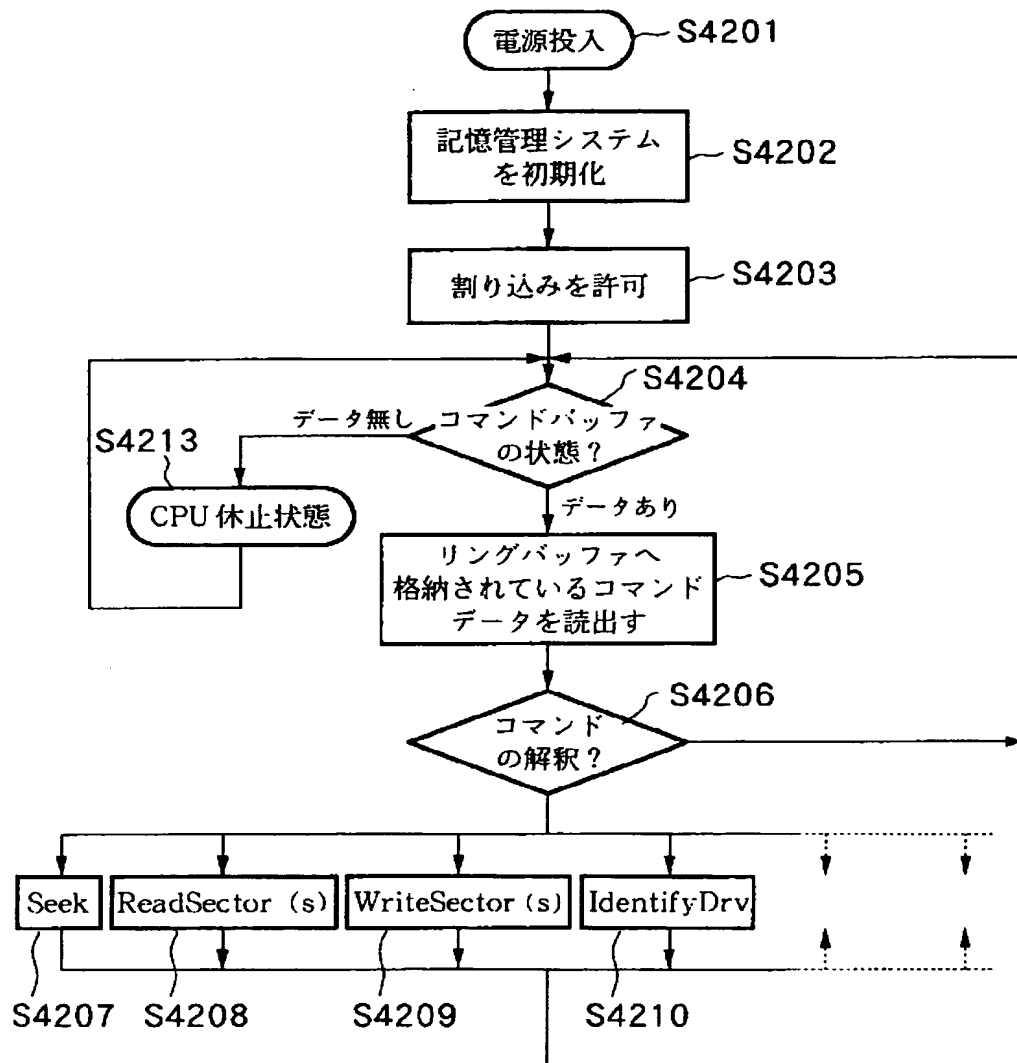 電源投入
S4201
記憶管理システム
を初期化
S4202
割り込みを許可
S4203
S4204
データ無し
コマンドバッファ
の状態？
S4213
CPU 休止状態
データあり
リングバッファへ
格納されているコマンド
データを読出す
S4205
S4206
コマンド
の解釈？
Seek
ReadSector (s)
WriteSector (s)
IdentifyDrv
S4207
S4208
S4209
S4210